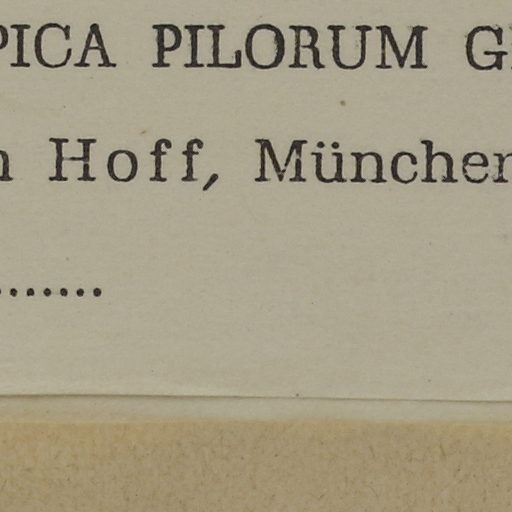 PICA PILORUM G
n Hoff, München
........